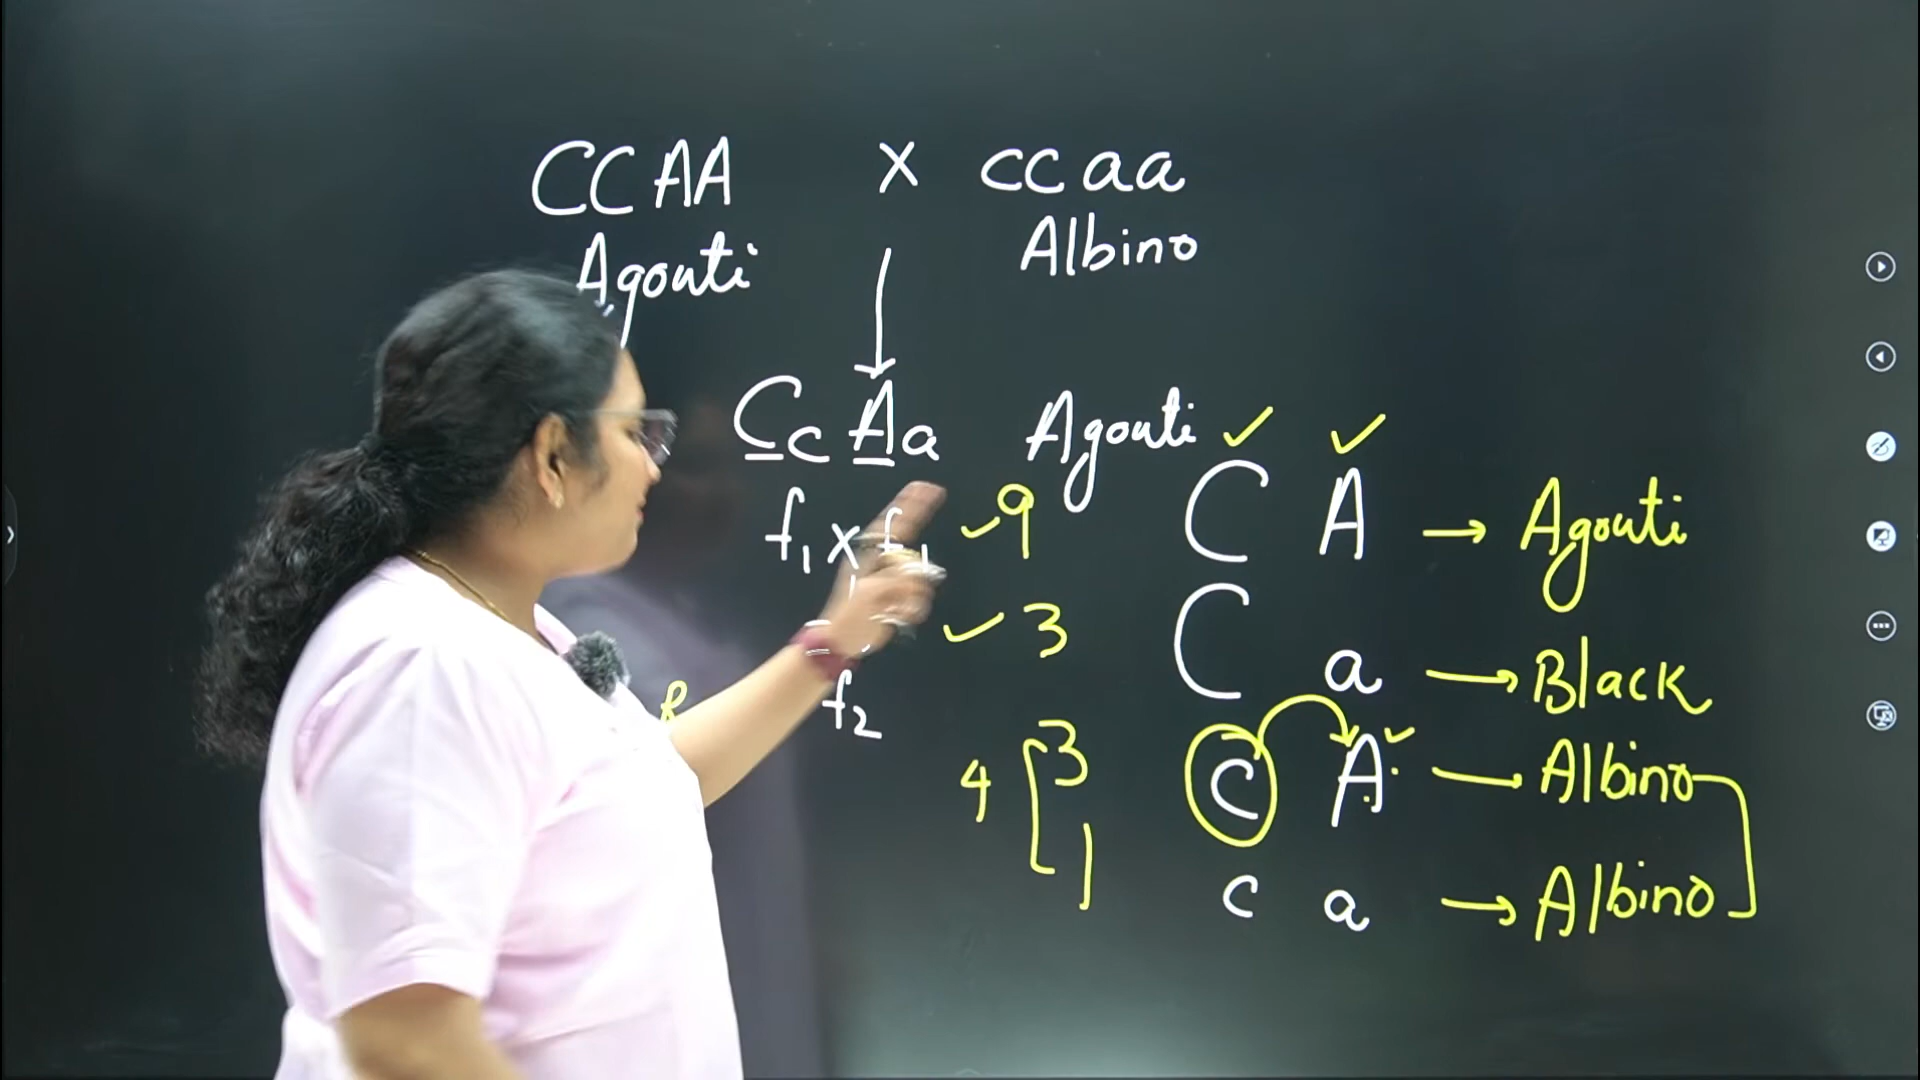 CCAA x ccaa
Agouti Albino
CcAa Agouti
f1 x f1
f2
✓9 C A → Agouti
✓3 C a → Black
4 3 c A → Albino
1 c a → Albino